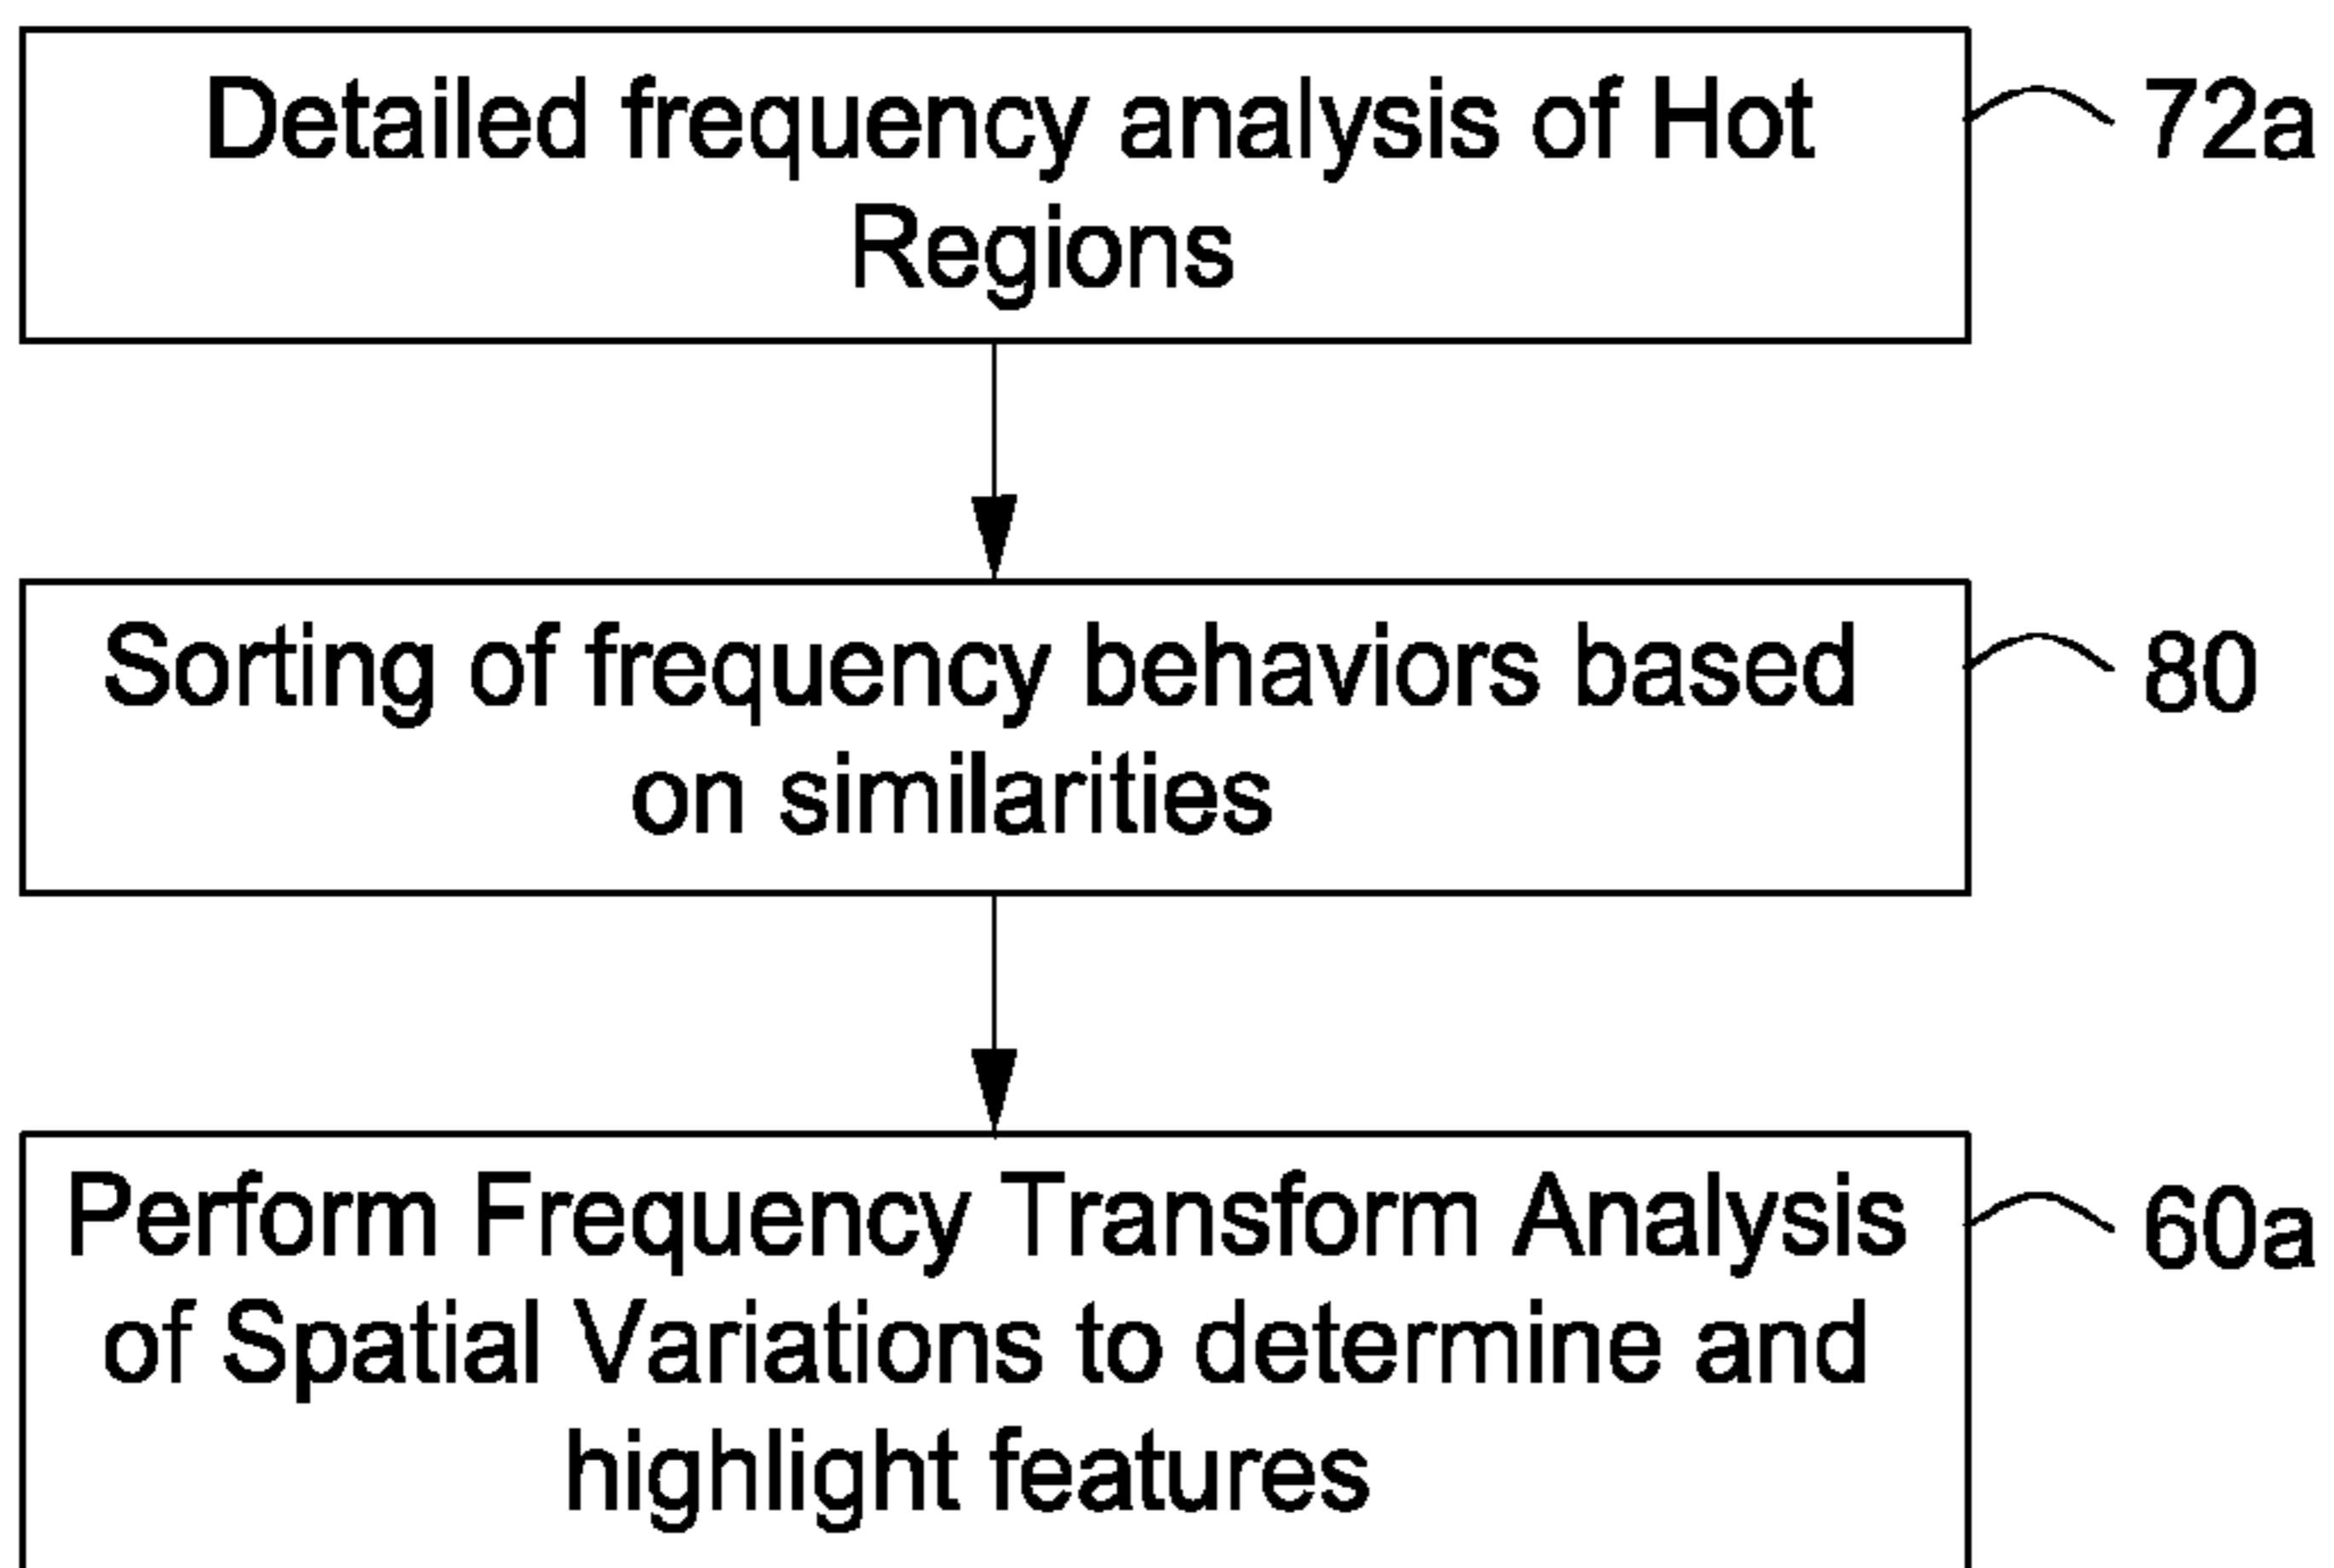 Detailed frequency analysis of Hot
Regions
72a
Sorting of frequency behaviors based
on similarities
80
Perform Frequency Transform Analysis
of Spatial Variations to determine and
highlight features
60a